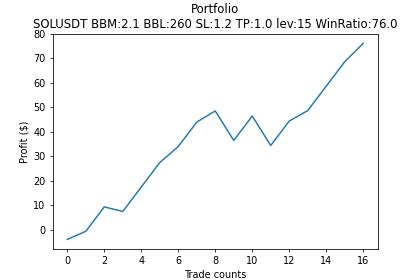 Portfolio
SOLUSDT BBM:2.1 BBL:260 SL:1.2 TP:1.0 lev:15 WinRatio:76.0
80
70
60
50
40
30
20
10
0
Profit ($)
0 2 4 6 8 10 12 14 16
Trade counts